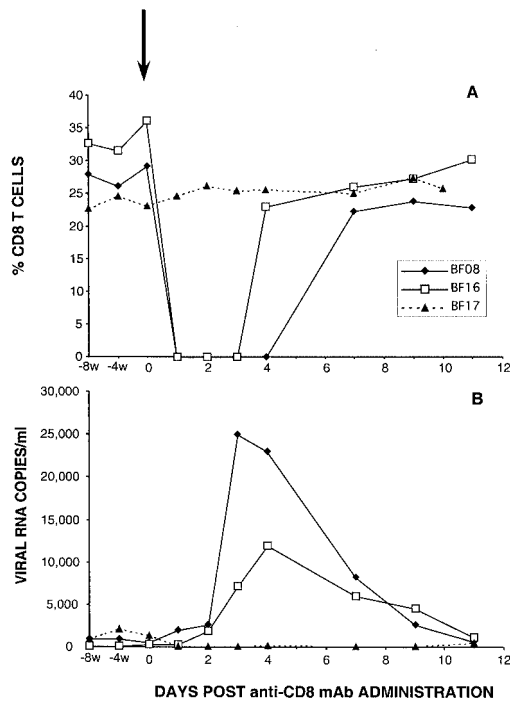 A
% CD8 T CELLS
40
35
30
25
20
15
10
5
0
-8w -4w 0 2 4 6 8 10 12
BF08
BF16
BF17
B
VIRAL RNA COPIES/ml
30,000
25,000
20,000
15,000
10,000
5,000
0
-8w -4w 0 2 4 6 8 10 12
DAYS POST anti-CD8 mAb ADMINISTRATION